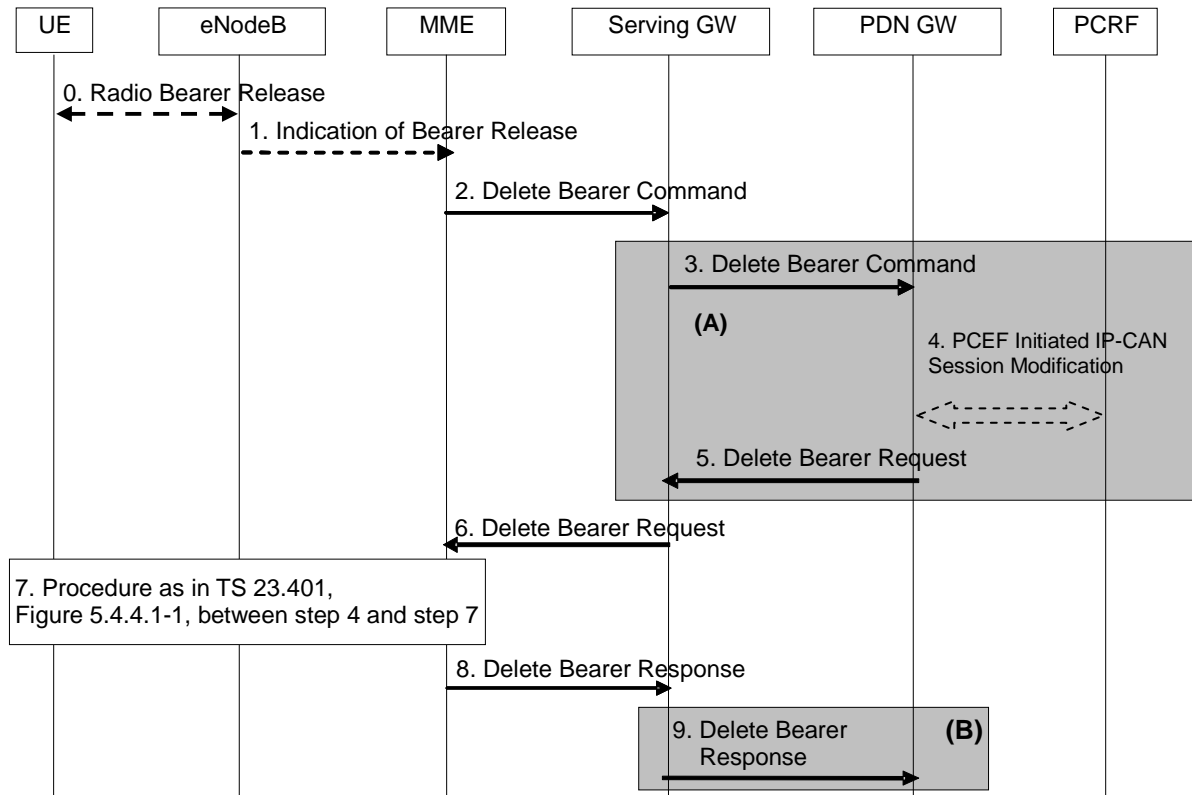 UE
eNodeB
MME
Serving GW
PDN GW
PCRF
0. Radio Bearer Release
1. Indication of Bearer Release
2. Delete Bearer Command
3. Delete Bearer Command
(A)
4. PCEF Initiated IP-CAN
Session Modification
5. Delete Bearer Request
6. Delete Bearer Request
7. Procedure as in TS 23.401,
Figure 5.4.4.1-1, between step 4 and step 7
8. Delete Bearer Response
9. Delete Bearer
Response
(B)